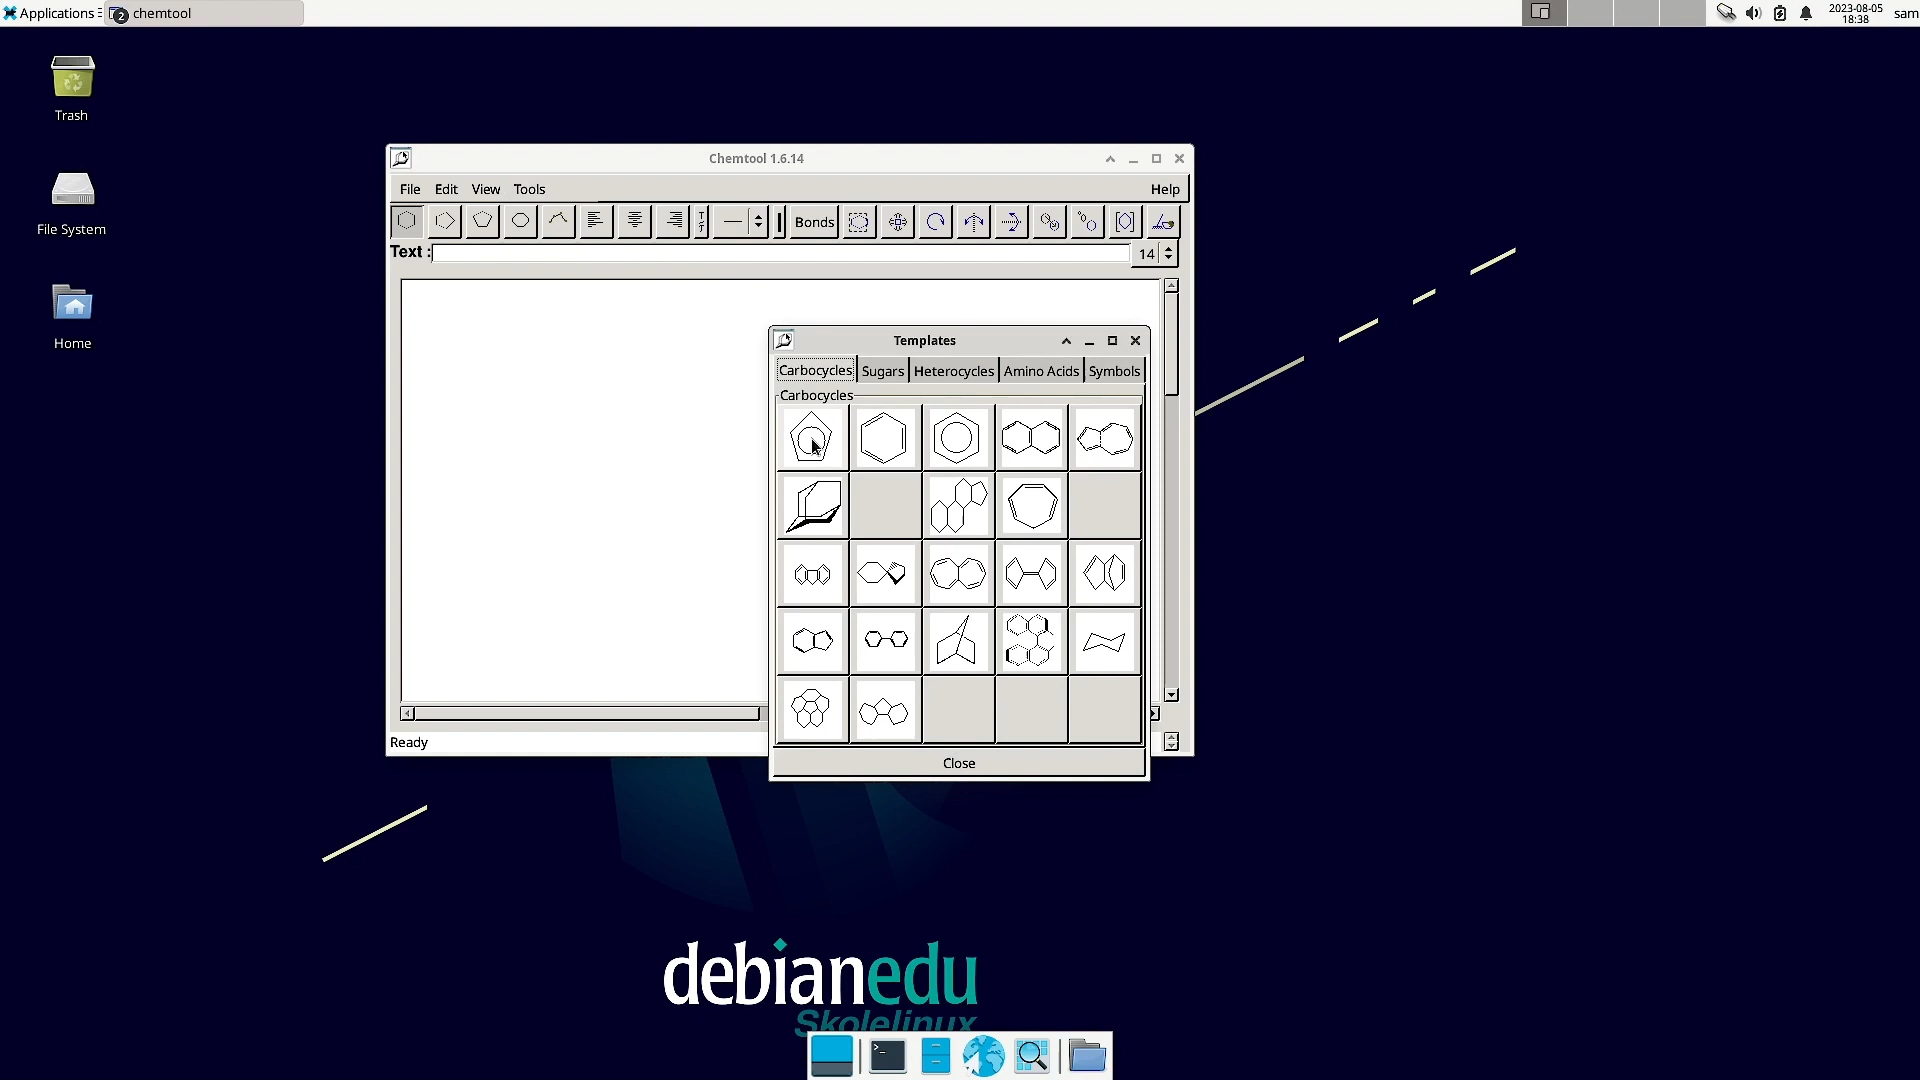 Applications
2 chemtool
2023-08-05
18:38
sam
Trash
File System
Home
Chemtool 1.6.14
File Edit View Tools Help
Bonds
Text :
14
Templates
Carbocycles Sugars Heterocycles Amino Acids Symbols
Carbocycles
Ready
Close
debianedu
Skolelinux